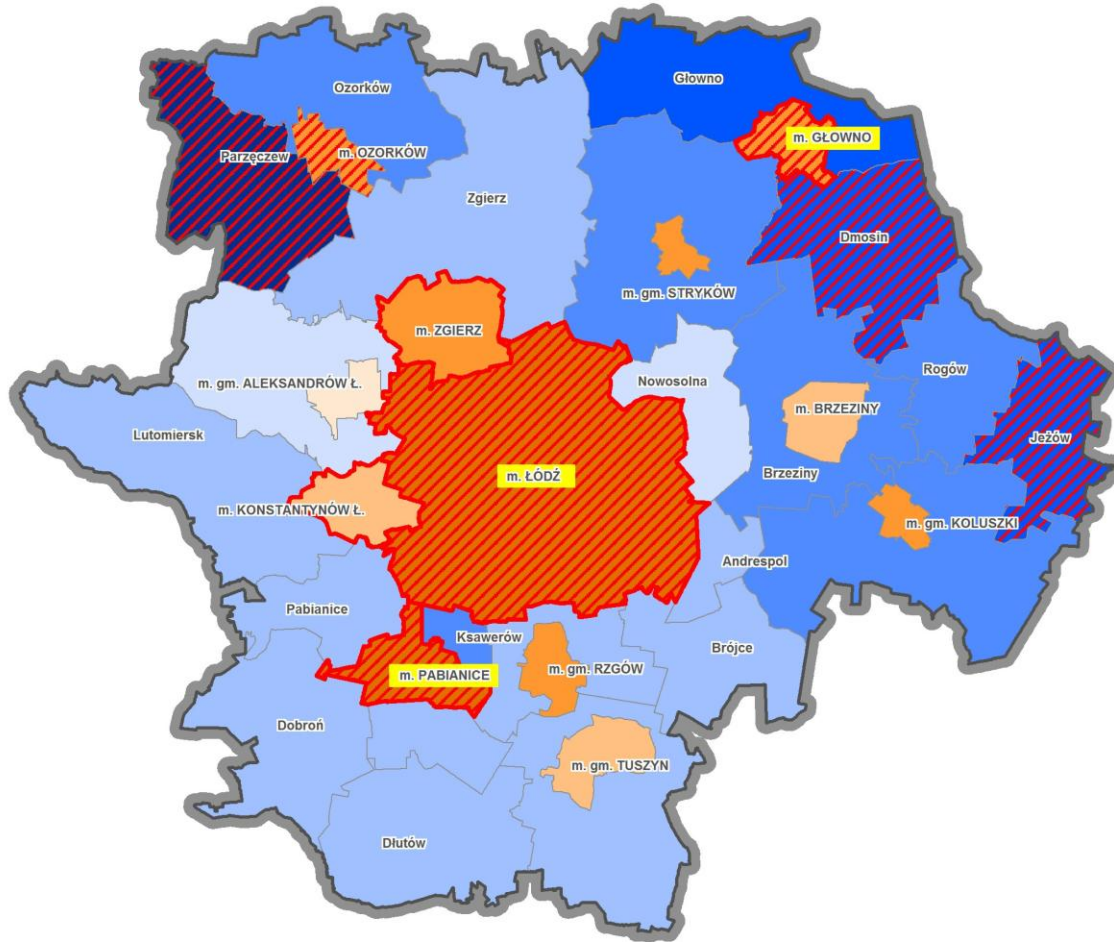 Ozorków
Głowno
m. GŁOWNO
Parzęczew
m. OZORKÓW
Zgierz
Dmosin
m. gm. STRYKÓW
m. ZGIERZ
Rogów
m. gm. ALEKSANDRÓW Ł.
Nowosolna
m. BRZEZINY
Lutomiersk
Jeżów
m. ŁÓDŹ
Brzeziny
m. KONSTANTYNÓW Ł.
m. gm. KOLUSZKI
Andrespol
Pabianice
Ksawerów
Brójce
m. PABIANICE
m. gm. RZGÓW
Dobroń
m. gm. TUSZYN
Dłutów